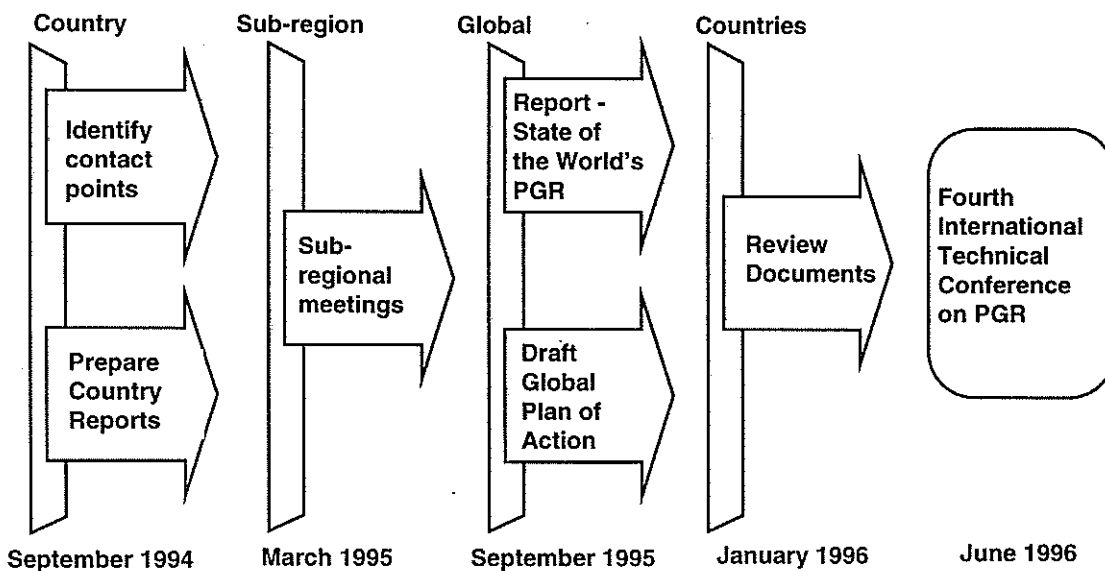 Country
Identify
contact
points
Prepare
Country
Reports
September 1994
Sub-region
Sub-
regional
meetings
March 1995
Global
Report -
State of
the World's
PGR
Draft
Global
Plan of
Action
September 1995
Countries
Review
Documents
January 1996
Fourth
International
Technical
Conference
on PGR
June 1996